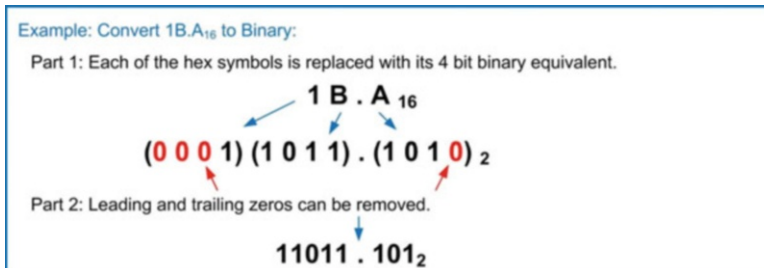 Example: Convert 1B.A₁₆ to Binary:
Part 1: Each of the hex symbols is replaced with its 4 bit binary equivalent.
1 B . A ₁₆
(0 0 0 1) (1 0 1 1) . (1 0 1 0) ₂
Part 2: Leading and trailing zeros can be removed.
11011 . 101₂